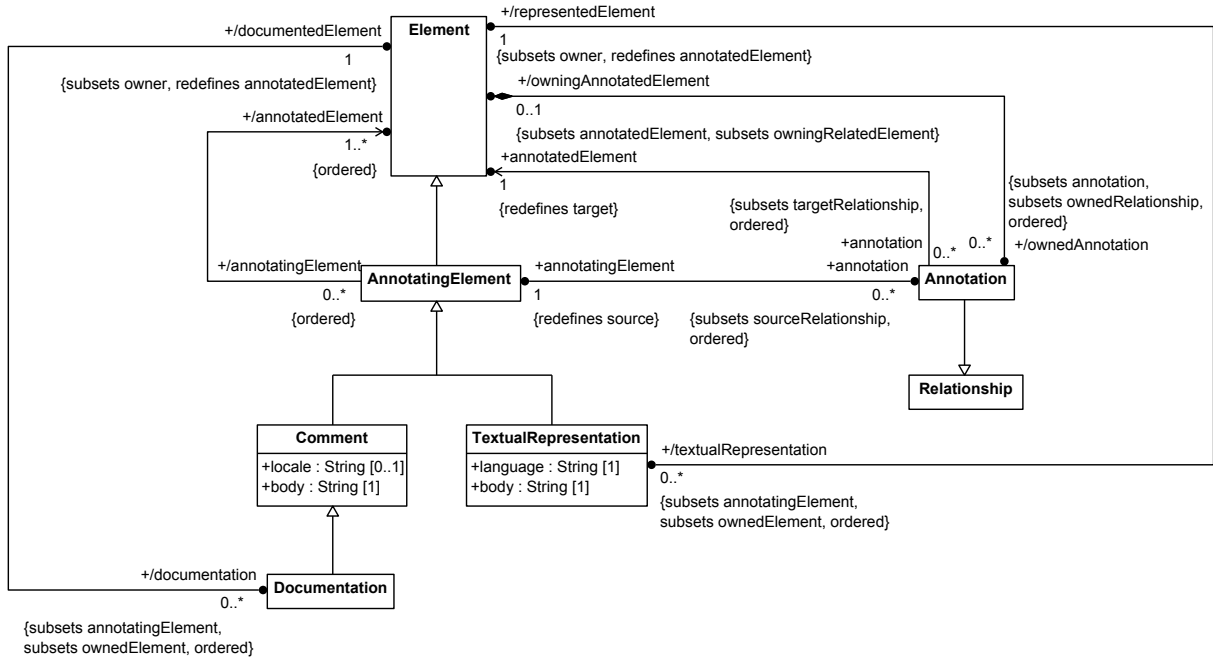 +/representedElement
Element
+/documentedElement
1
1
{subsets owner, redefines annotatedElement}
{subsets owner, redefines annotatedElement}
+/owningAnnotatedElement
0..1
+/annotatedElement
1..*
{subsets annotatedElement, subsets owningRelatedElement}
+annotatedElement
{ordered}
1
{redefines target}
{subsets targetRelationship,
ordered}
{subsets annotation,
subsets ownedRelationship,
ordered}
+annotation
0..*
0..*
+/ownedAnnotation
+/annotatingElement
0..*
{ordered}
AnnotatingElement
+annotatingElement
1
{redefines source}
+annotation
0..*
{subsets sourceRelationship,
ordered}
Annotation
Relationship
Comment
+locale : String [0..1]
+body : String [1]
TextualRepresentation
+language : String [1]
+body : String [1]
+/textualRepresentation
0..*
{subsets annotatingElement,
subsets ownedElement, ordered}
+/documentation
0..*
Documentation
{subsets annotatingElement,
subsets ownedElement, ordered}